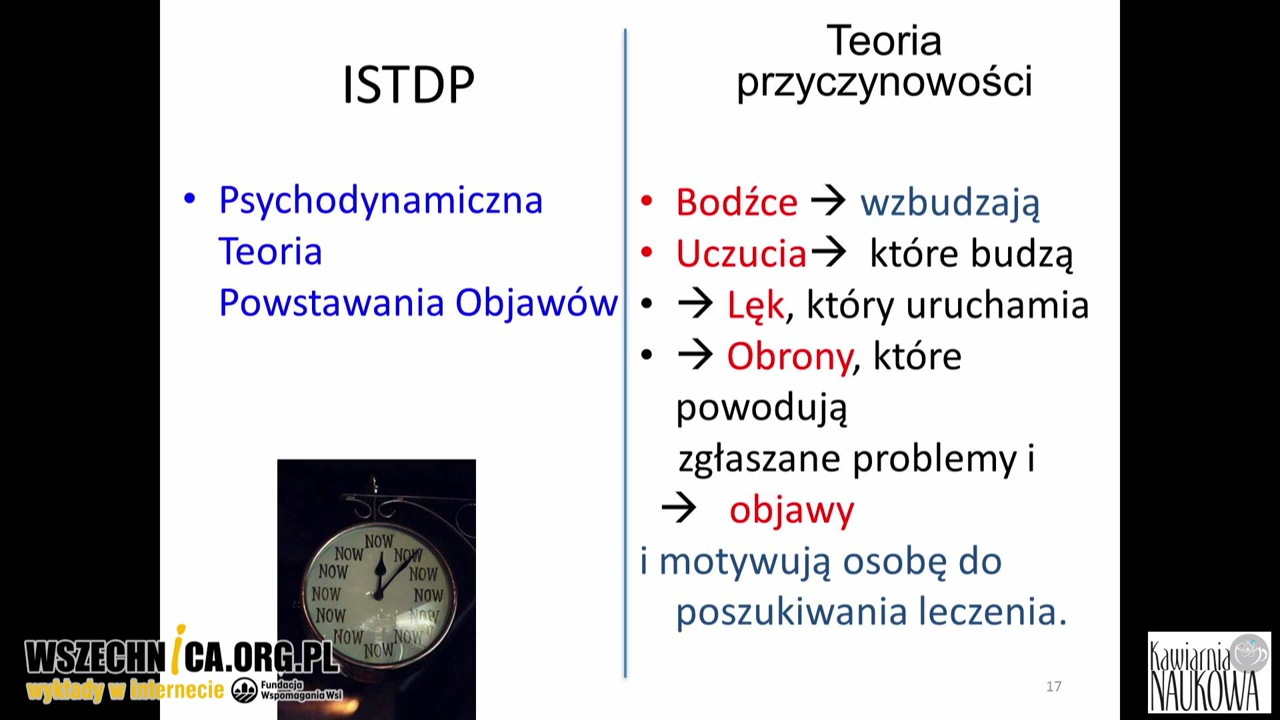 ISTDP
• Psychodynamiczna
Teoria
Powstawania Objawów
Teoria
przyczynowości
• Bodźce → wzbudzają
• Uczucia→ które budzą
• → Lęk, który uruchamia
• → Obrony, które
powodują
zgłaszane problemy i
→ objawy
i motywują osobę do
poszukiwania leczenia.
NOW
NOW
NOW
NOW
NOW
NOW
NOW
NOW
NOW
NOW
NOW
NOW
WSZECHNiCA.ORG.PL
wykłady w internecie
Fundacja
Wspomagania Wsi
17
Kawiarnia
NAUKOWA